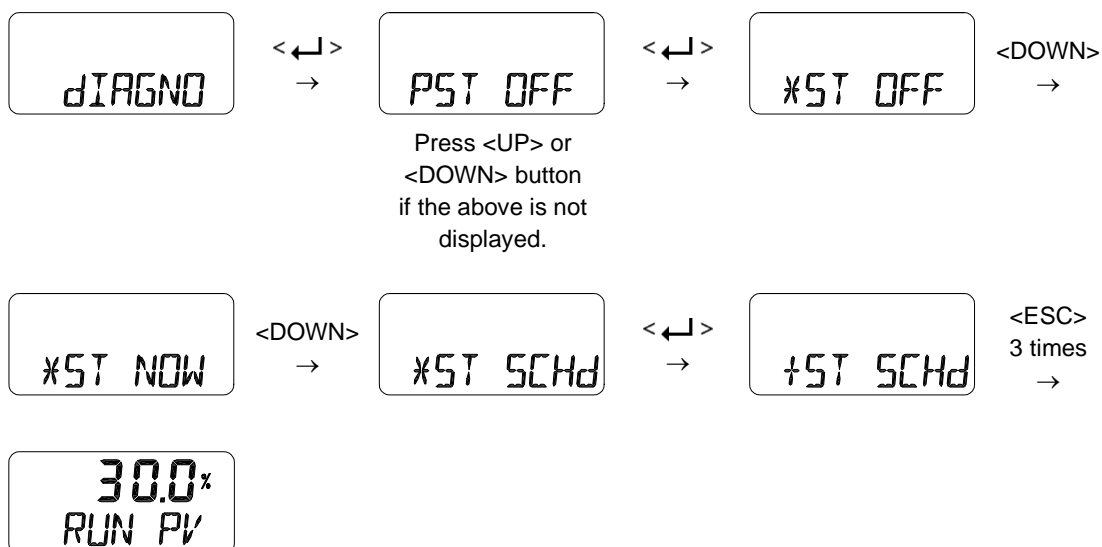 dIAGNO
<↵>
→
PST OFF
Press <UP> or
<DOWN> button
if the above is not
displayed.
<↵>
→
*ST OFF
<DOWN>
→
*ST NOW
<DOWN>
→
*ST SCHd
<↵>
→
+ST SCHd
<ESC>
3 times
→
30.0%
RUN PV